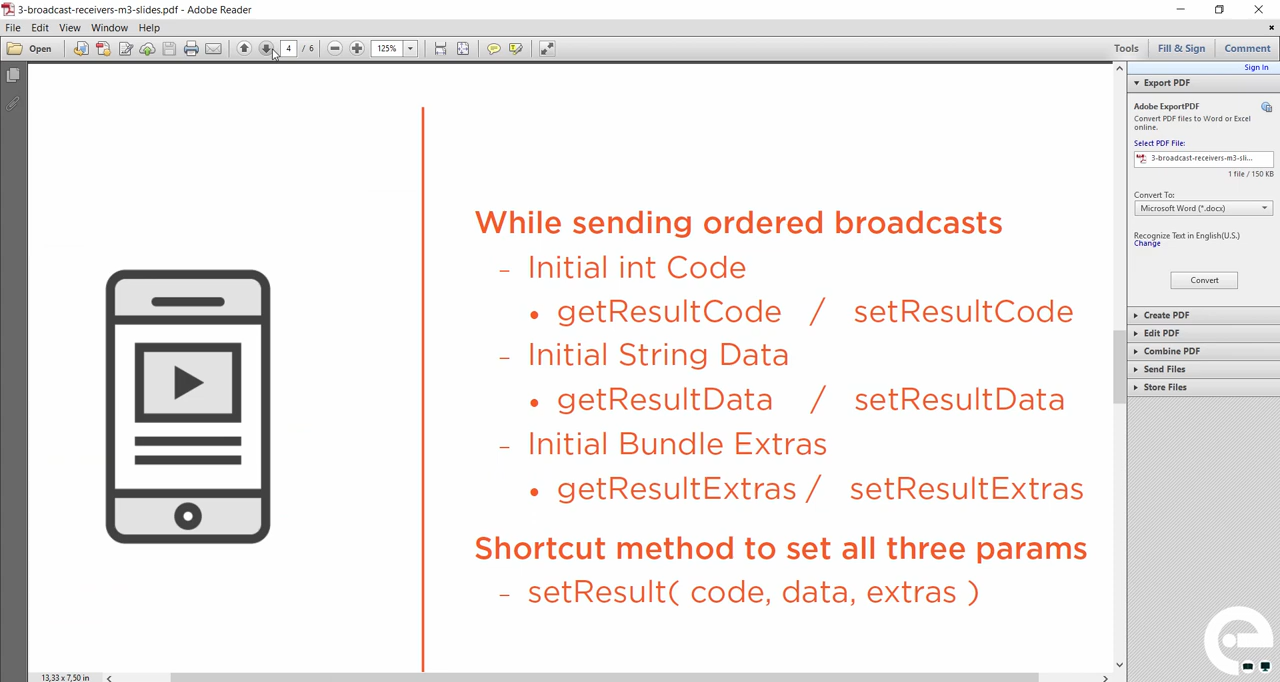 3-broadcast-receivers-m3-slides.pdf - Adobe Reader
File Edit View Window Help
Open 4 / 6 125% Tools Fill & Sign Comment
Sign In
Export PDF
Adobe ExportPDF
Convert PDF files to Word or Excel
online.
Select PDF File:
3-broadcast-receivers-m3-sli...
1 file / 150 KB
Convert To:
Microsoft Word (*.docx)
Recognize Text in English(U.S.)
Change
Convert
Create PDF
Edit PDF
Combine PDF
Send Files
Store Files
While sending ordered broadcasts
- Initial int Code
• getResultCode / setResultCode
- Initial String Data
• getResultData / setResultData
- Initial Bundle Extras
• getResultExtras / setResultExtras
Shortcut method to set all three params
- setResult( code, data, extras )
13,33 x 7,50 in